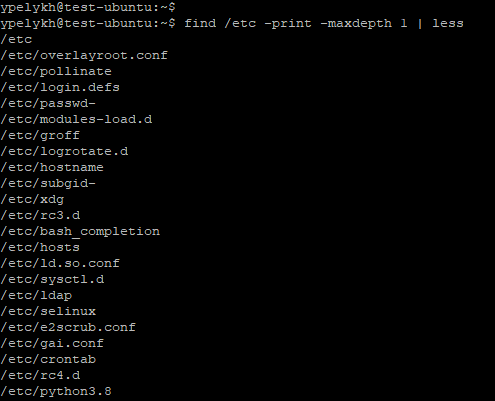 ypelykh@test-ubuntu:~$
ypelykh@test-ubuntu:~$ find /etc -print -maxdepth 1 | less
/etc
/etc/overlayroot.conf
/etc/pollinate
/etc/login.defs
/etc/passwd-
/etc/modules-load.d
/etc/groff
/etc/logrotate.d
/etc/hostname
/etc/subgid-
/etc/xdg
/etc/rc3.d
/etc/bash_completion
/etc/hosts
/etc/ld.so.conf
/etc/sysctl.d
/etc/ldap
/etc/selinux
/etc/e2scrub.conf
/etc/gai.conf
/etc/crontab
/etc/rc4.d
/etc/python3.8